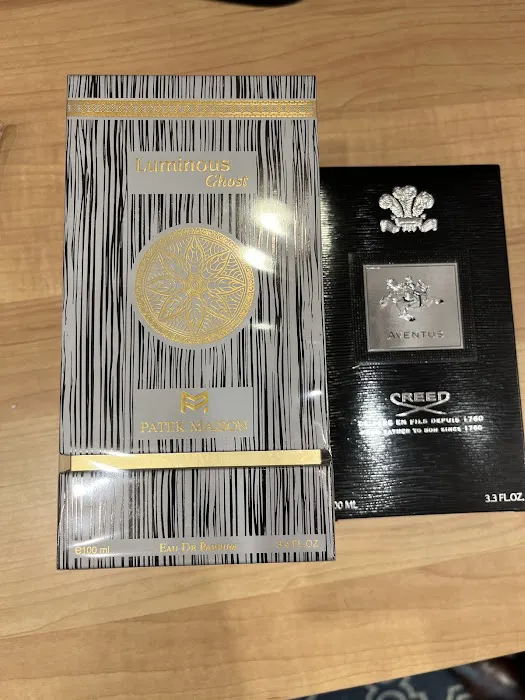 Luminous
Ghost
PATEK MAISON
℮100 ml
EAU DE PARFUM
3.4 FL OZ
AVENTUS
CREED
EN FILS DEPUIS 1760
FATHER TO SON SINCE 1760
ML
3.3 FL.OZ.